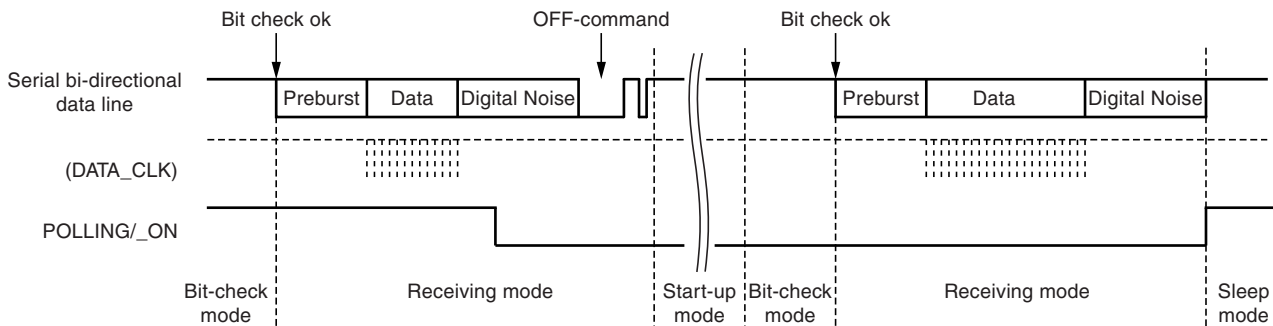 Bit check ok
OFF-command
Bit check ok
Serial bi-directional
data line
Preburst
Data
Digital Noise
Preburst
Data
Digital Noise
(DATA_CLK)
POLLING/_ON
Bit-check
mode
Receiving mode
Start-up
mode
Bit-check
mode
Receiving mode
Sleep
mode